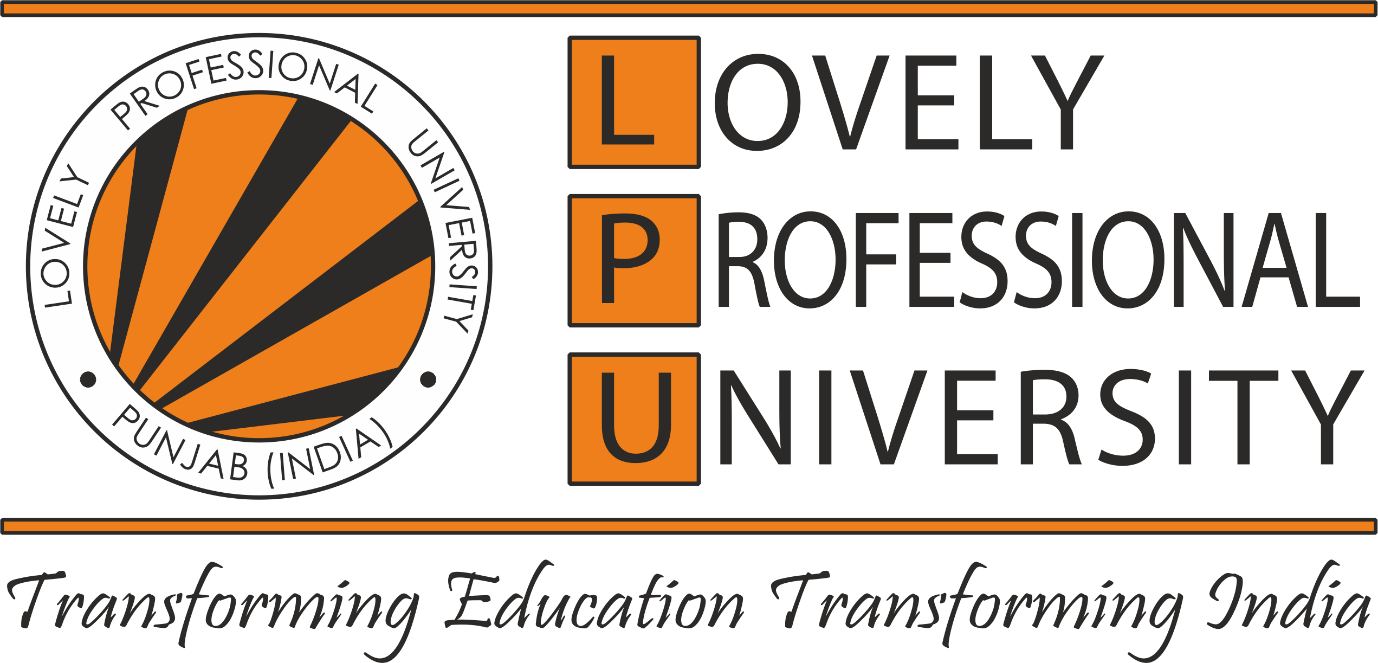 LOVELY PROFESSIONAL UNIVERSITY
• PUNJAB (INDIA) •
LOVELY
PROFESSIONAL
UNIVERSITY
Transforming Education Transforming India